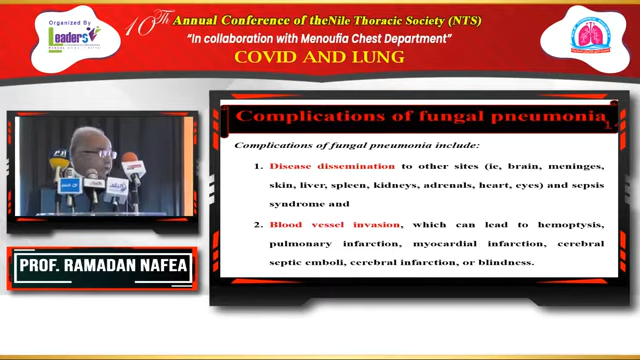 Organized By
Leaders
10Th Annual Conference of theNile Thoracic Society (NTS)
"In collaboration with Menoufia Chest Department"
COVID AND LUNG
Complications of fungal pneumonia
1.
Complications of fungal pneumonia include:
1. Disease dissemination to other sites (ie, brain, meninges,
skin, liver, spleen, kidneys, adrenals, heart, eyes) and sepsis
syndrome and
2. Blood vessel invasion, which can lead to hemoptysis,
pulmonary infarction, myocardial infarction, cerebral
septic emboli, cerebral infarction, or blindness.
PROF. RAMADAN NAFEA